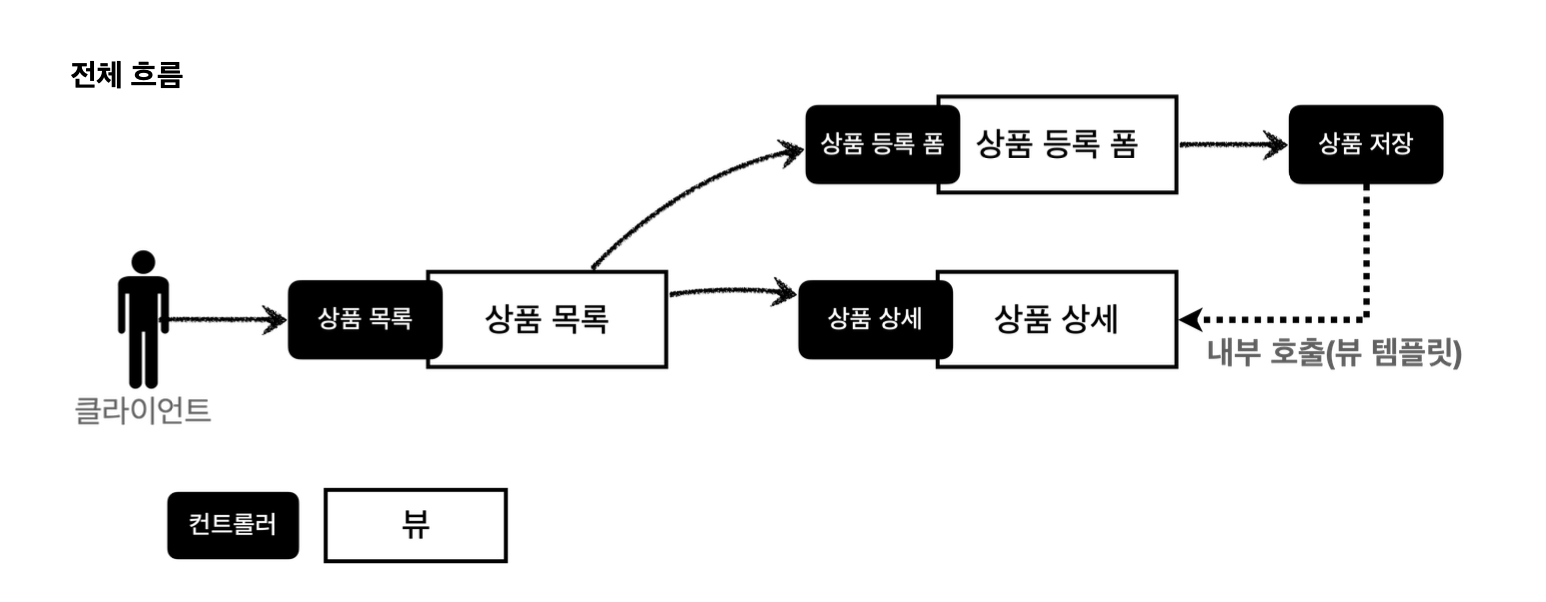 전체 흐름
상품 등록 폼
상품 등록 폼
상품 저장
상품 목록
상품 목록
상품 상세
상품 상세
내부 호출(뷰 템플릿)
클라이언트
컨트롤러
뷰